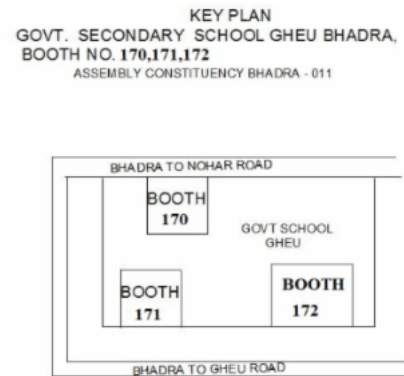 KEY PLAN
GOVT. SECONDARY SCHOOL GHEU BHADRA,
BOOTH NO. 170,171,172
ASSEMBLY CONSTITUENCY BHADRA - 011
BHADRA TO NOHAR ROAD
BOOTH
170
GOVT SCHOOL
GHEU
BOOTH
171
BOOTH
172
BHADRA TO GHEU ROAD